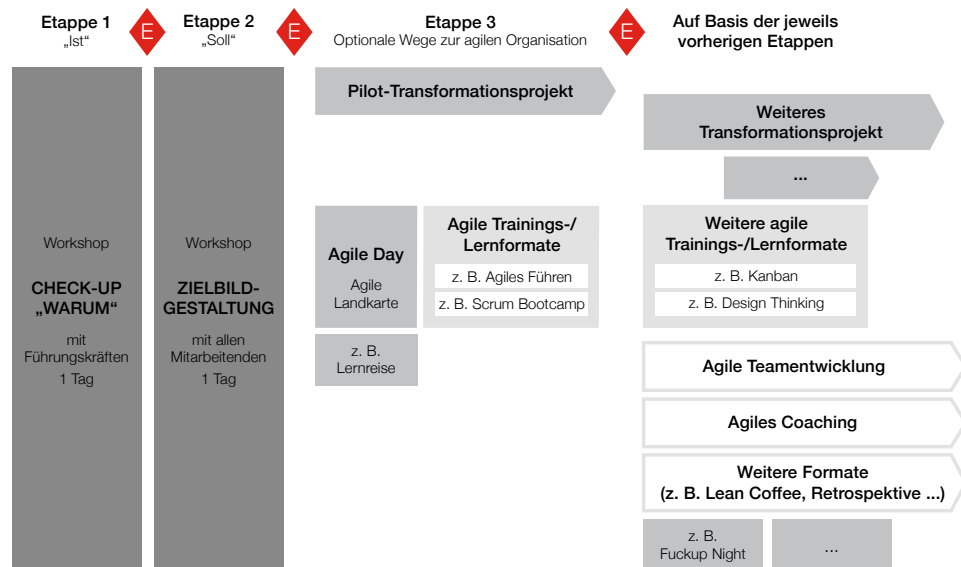 Etappe 1
„Ist“
E
Etappe 2
„Soll“
E
Etappe 3
Optionale Wege zur agilen Organisation
E
Auf Basis der jeweils
vorherigen Etappen
Workshop
CHECK-UP
„WARUM“
mit
Führungskräften
1 Tag
Workshop
ZIELBILD-
GESTALTUNG
mit allen
Mitarbeitenden
1 Tag
Pilot-Transformationsprojekt
Agile Day
Agile
Landkarte
z. B.
Lernreise
Agile Trainings-/
Lernformate
z. B. Agiles Führen
z. B. Scrum Bootcamp
Weiteres
Transformationsprojekt
...
Weitere agile
Trainings-/Lernformate
z. B. Kanban
z. B. Design Thinking
Agile Teamentwicklung
Agiles Coaching
Weitere Formate
(z. B. Lean Coffee, Retrospektive ...)
z. B.
Fuckup Night
...